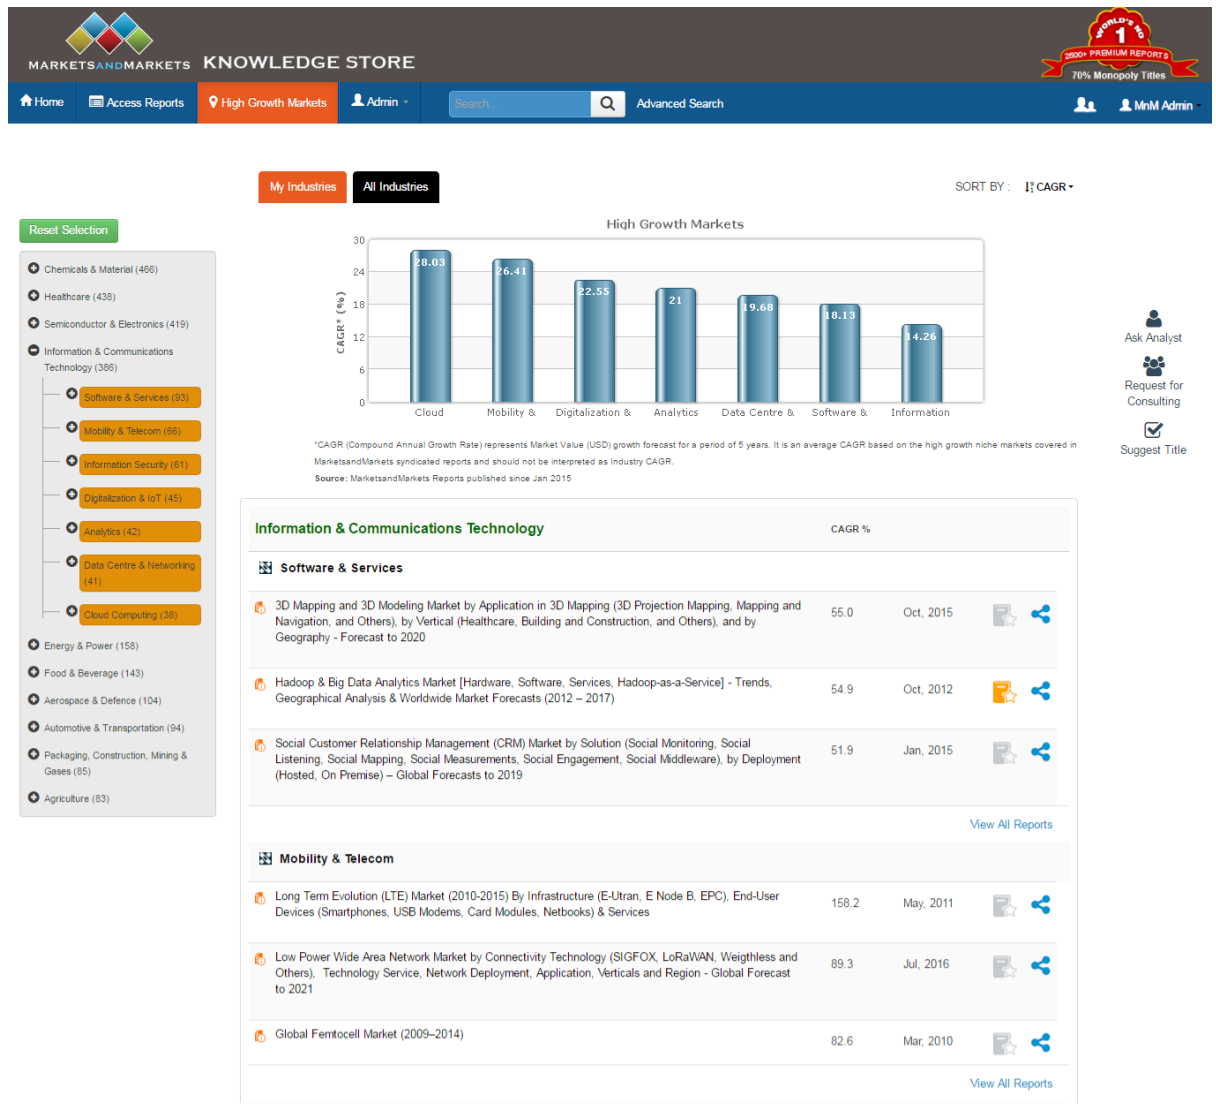 MARKETSANDMARKETS KNOWLEDGE STORE
WORLD'S NO
1
2500+ PREMIUM REPORTS
70% Monopoly Titles
Home Access Reports High Growth Markets Admin Search... Advanced Search MnM Admin
My Industries All Industries SORT BY : CAGR
Reset Selection
Chemicals & Material (466)
Healthcare (438)
Semiconductor & Electronics (419)
Information & Communications
Technology (386)
Software & Services (93)
Mobility & Telecom (66)
Information Security (61)
Digitalization & IoT (45)
Analytics (42)
Data Centre & Networking
(41)
Cloud Computing (38)
Energy & Power (158)
Food & Beverage (143)
Aerospace & Defence (104)
Automotive & Transportation (94)
Packaging, Construction, Mining &
Gases (85)
Agriculture (83)
High Growth Markets
CAGR* (%)
30
24
18
12
6
0
28.03
26.41
22.55
21
19.68
18.13
14.26
Cloud Mobility & Digitalization & Analytics Data Centre & Software & Information
*CAGR (Compound Annual Growth Rate) represents Market Value (USD) growth forecast for a period of 5 years. It is an average CAGR based on the high growth niche markets covered in
MarketsandMarkets syndicated reports and should not be interpreted as Industry CAGR.
Source: MarketsandMarkets Reports published since Jan 2015
Ask Analyst
Request for
Consulting
Suggest Title
Information & Communications Technology CAGR %
Software & Services
3D Mapping and 3D Modeling Market by Application in 3D Mapping (3D Projection Mapping, Mapping and
Navigation, and Others), by Vertical (Healthcare, Building and Construction, and Others), and by
Geography - Forecast to 2020
55.0 Oct, 2015
Hadoop & Big Data Analytics Market [Hardware, Software, Services, Hadoop-as-a-Service] - Trends,
Geographical Analysis & Worldwide Market Forecasts (2012 – 2017)
54.9 Oct, 2012
Social Customer Relationship Management (CRM) Market by Solution (Social Monitoring, Social
Listening, Social Mapping, Social Measurements, Social Engagement, Social Middleware), by Deployment
(Hosted, On Premise) – Global Forecasts to 2019
51.9 Jan, 2015
View All Reports
Mobility & Telecom
Long Term Evolution (LTE) Market (2010-2015) By Infrastructure (E-Utran, E Node B, EPC), End-User
Devices (Smartphones, USB Modems, Card Modules, Netbooks) & Services
158.2 May, 2011
Low Power Wide Area Network Market by Connectivity Technology (SIGFOX, LoRaWAN, Weigthless and
Others), Technology Service, Network Deployment, Application, Verticals and Region - Global Forecast
to 2021
89.3 Jul, 2016
Global Femtocell Market (2009–2014)
82.6 Mar, 2010
View All Reports